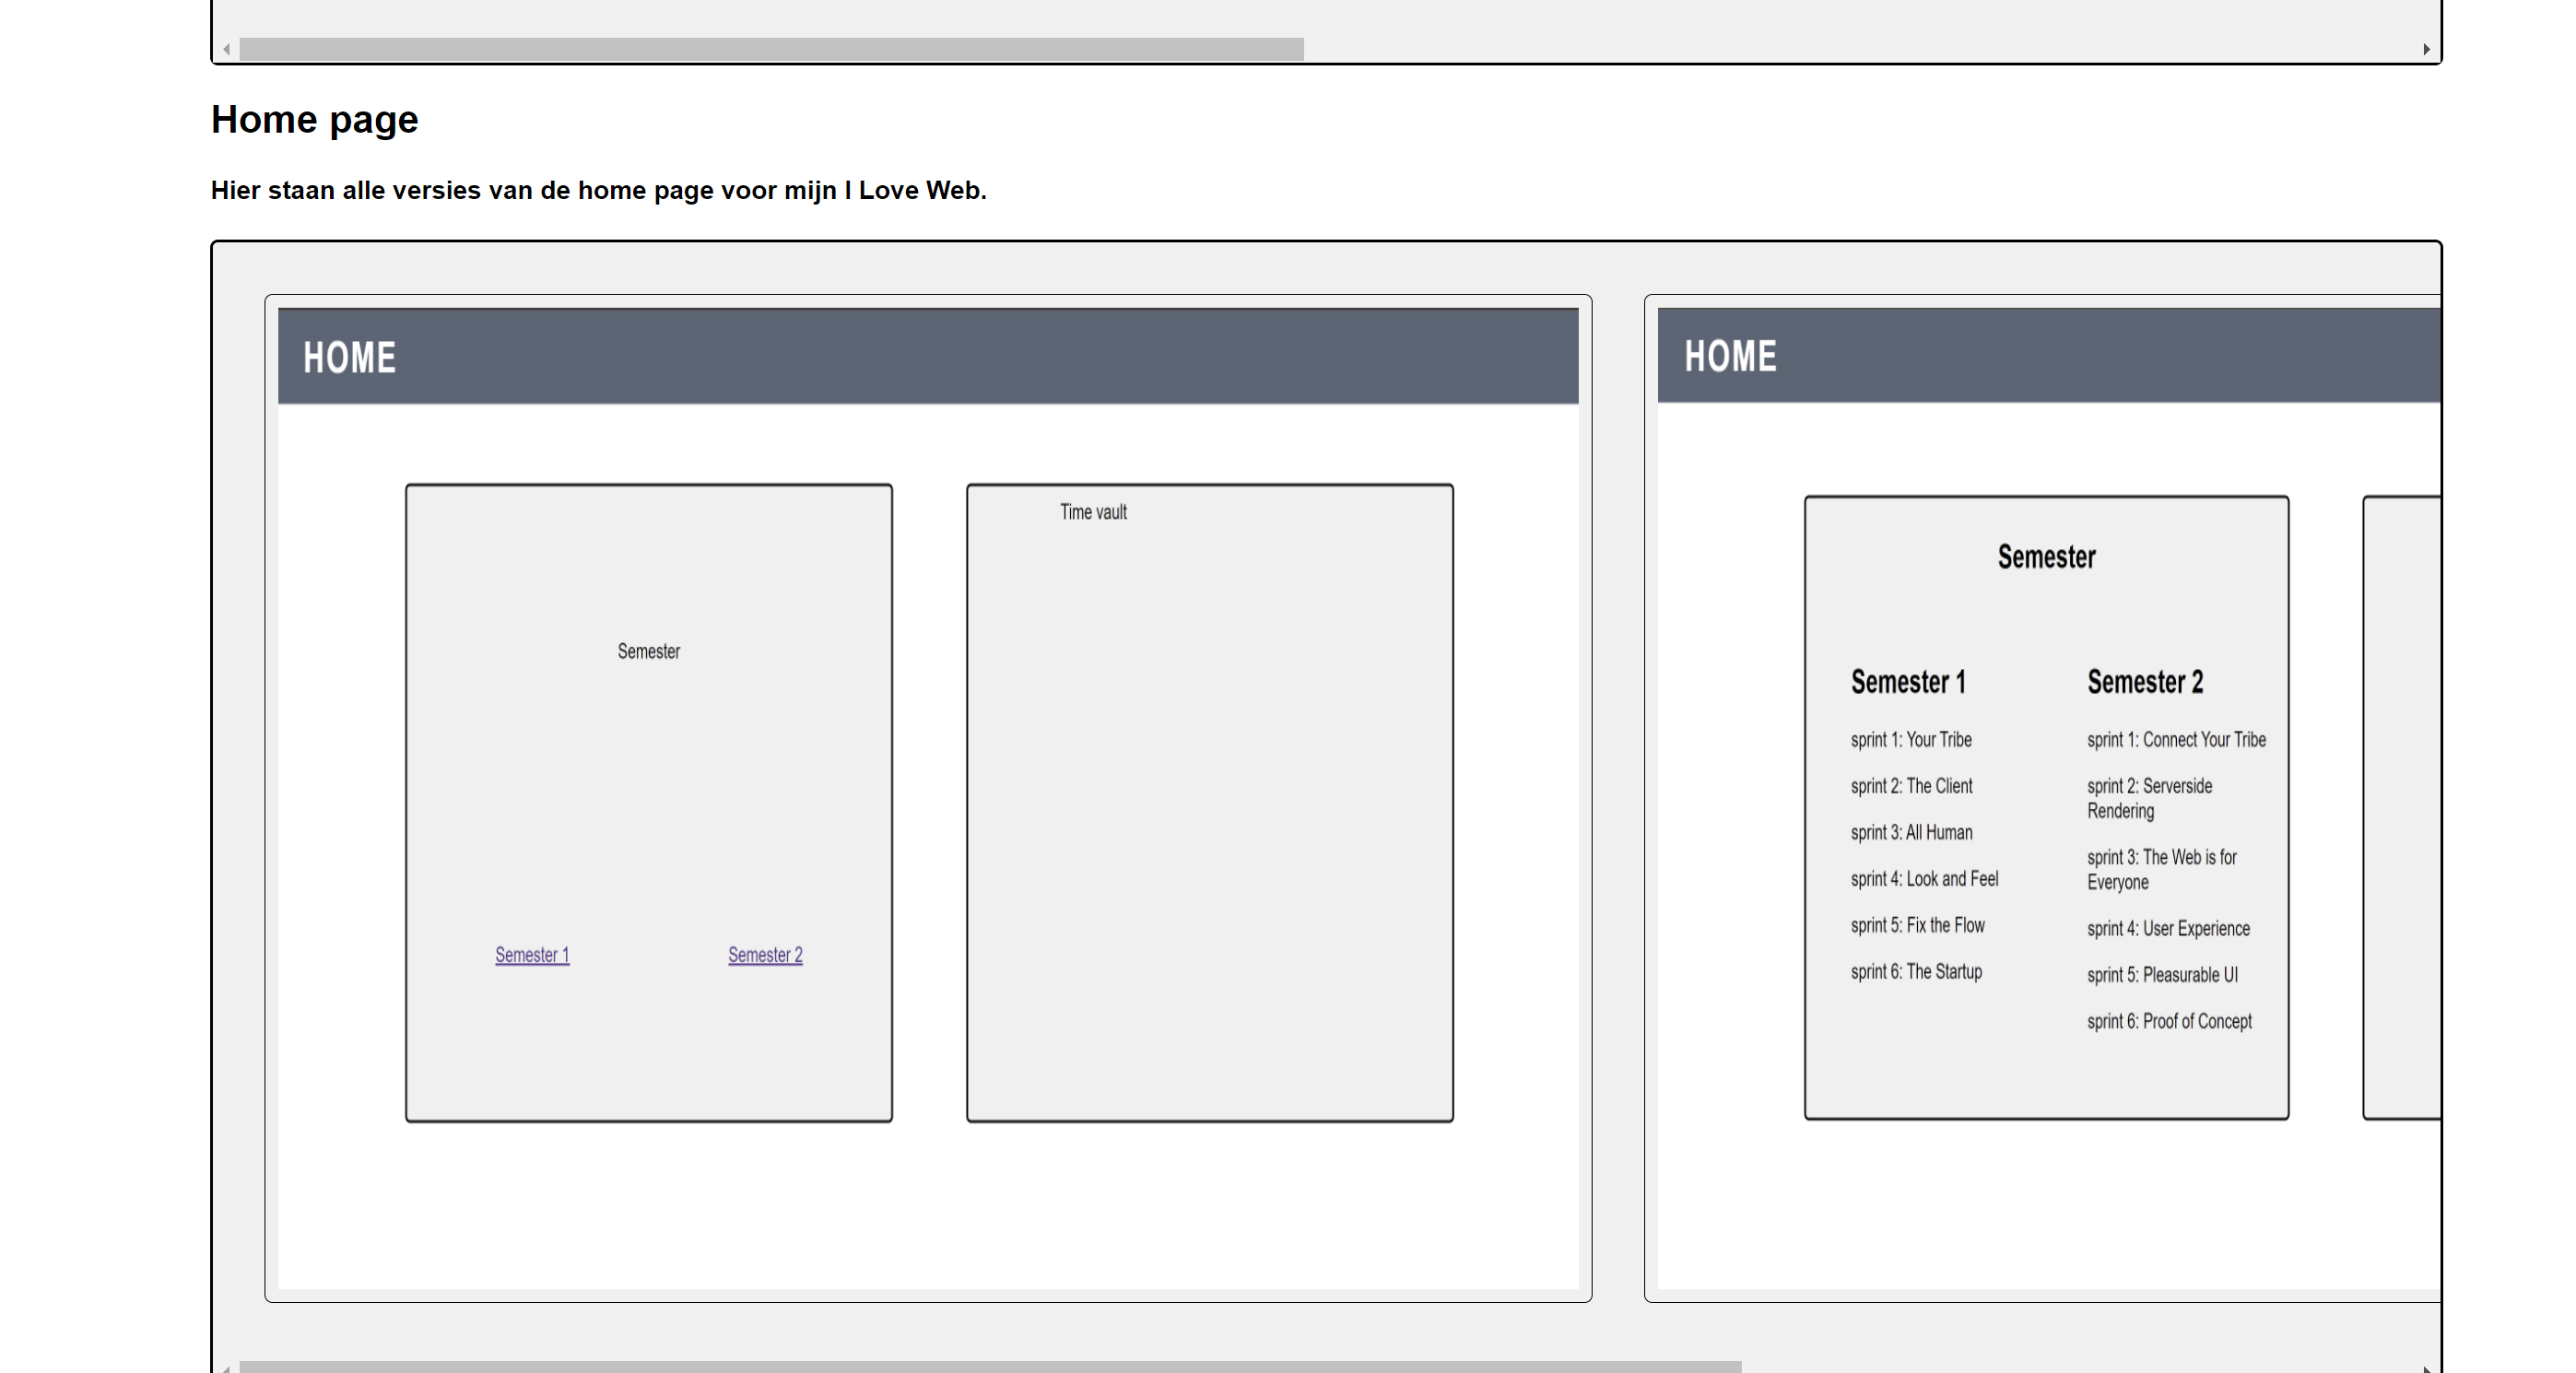 Home page
Hier staan alle versies van de home page voor mijn I Love Web.
HOME
Semester
Semester 1
Semester 2
Time vault
HOME
Semester
Semester 1
sprint 1: Your Tribe
sprint 2: The Client
sprint 3: All Human
sprint 4: Look and Feel
sprint 5: Fix the Flow
sprint 6: The Startup
Semester 2
sprint 1: Connect Your Tribe
sprint 2: Serverside
Rendering
sprint 3: The Web is for
Everyone
sprint 4: User Experience
sprint 5: Pleasurable UI
sprint 6: Proof of Concept